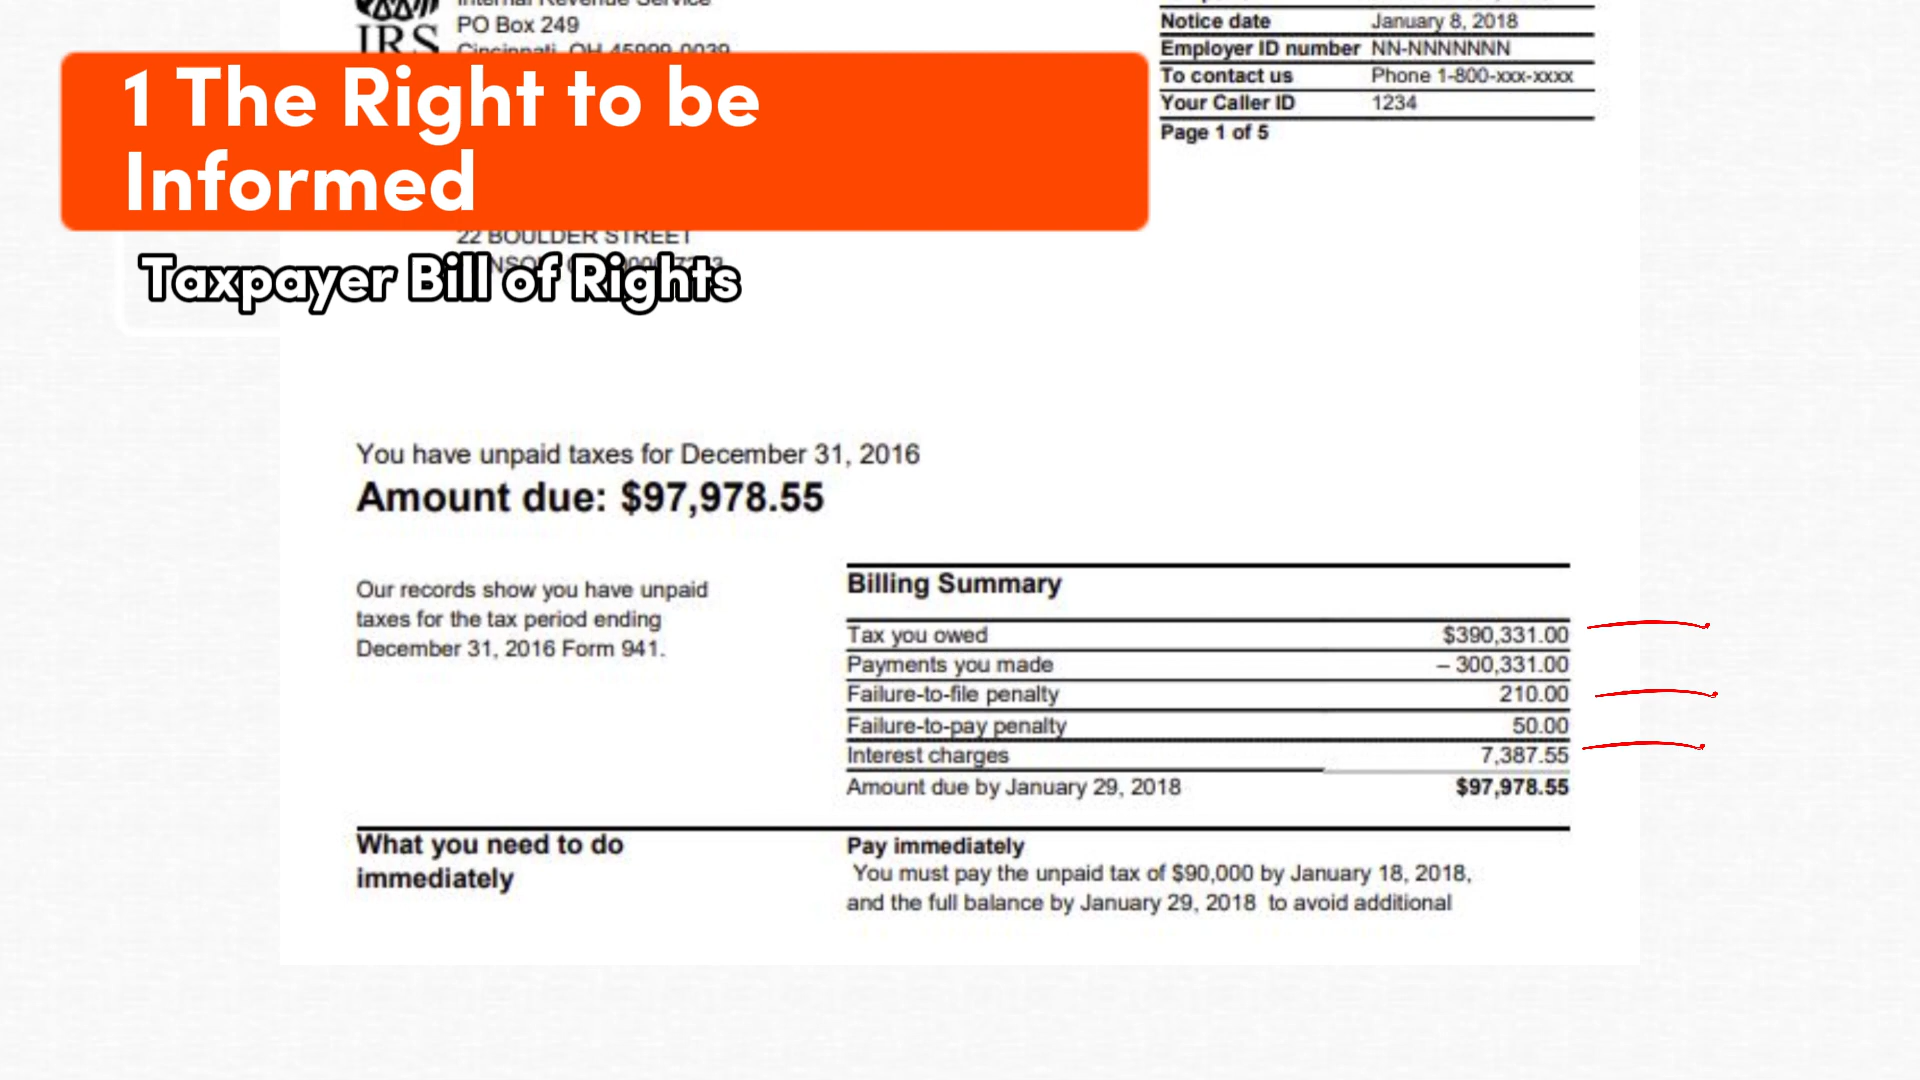 IRS
PO Box 249
Notice date January 8, 2018
Employer ID number NN-NNNNNNN
To contact us Phone 1-800-xxx-xxxx
Your Caller ID 1234
Page 1 of 5
1 The Right to be
Informed
22 BOULDER STREET
Taxpayer Bill of Rights
You have unpaid taxes for December 31, 2016
Amount due: $97,978.55
Our records show you have unpaid
taxes for the tax period ending
December 31, 2016 Form 941.
Billing Summary
Tax you owed $390,331.00
Payments you made – 300,331.00
Failure-to-file penalty 210.00
Failure-to-pay penalty 50.00
Interest charges 7,387.55
Amount due by January 29, 2018 $97,978.55
What you need to do
immediately
Pay immediately
You must pay the unpaid tax of $90,000 by January 18, 2018,
and the full balance by January 29, 2018 to avoid additional